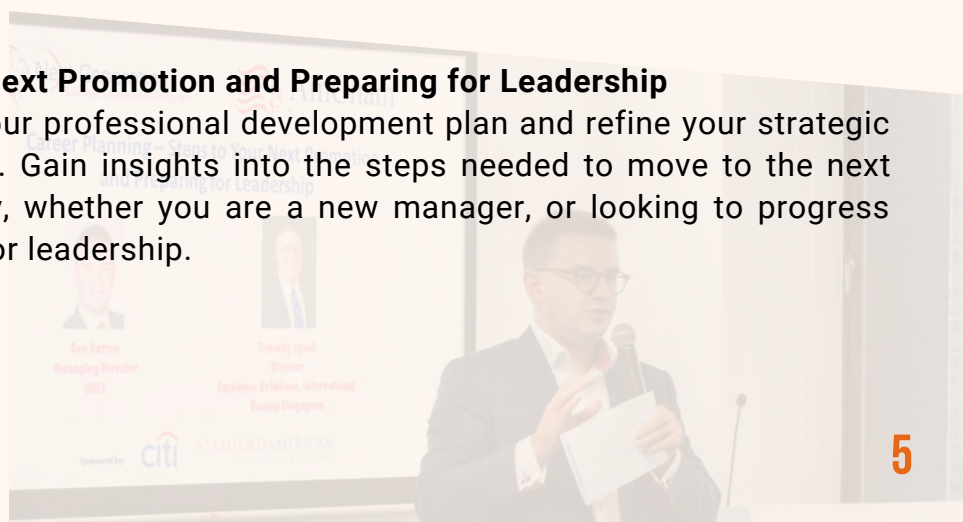 ext Promotion and Preparing for Leadership
ur professional development plan and refine your strategic
. Gain insights into the steps needed to move to the next
, whether you are a new manager, or looking to progress
or leadership.
AmCham
Career Planning – Steps to Your Next Promotion
and Preparing for Leadership
Ben Batten
Managing Director
VOLT
Timothy Lynch
Director
Employee Relations, International
Boeing Singapore
Sponsored by:
citi
STAMFORD AMERICAN
5